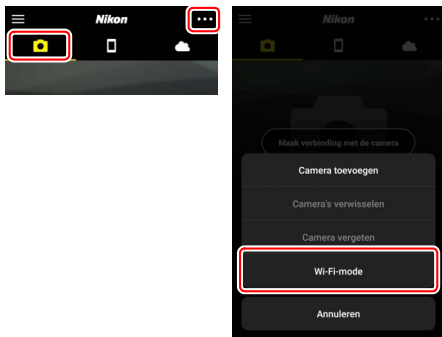 Nikon
Nikon
Maak verbinding met de camera
Camera toevoegen
Camera's verwisselen
Camera vergeten
Wi-Fi-mode
Annuleren